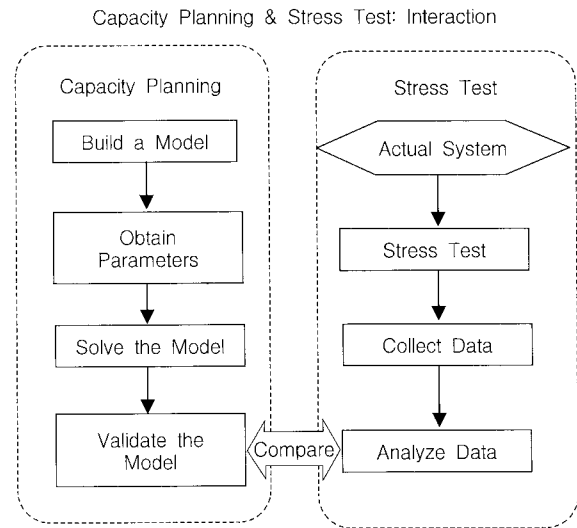 Capacity Planning & Stress Test: Interaction
Capacity Planning
Build a Model
Obtain
Parameters
Solve the Model
Validate the
Model
Compare
Stress Test
Actual System
Stress Test
Collect Data
Analyze Data